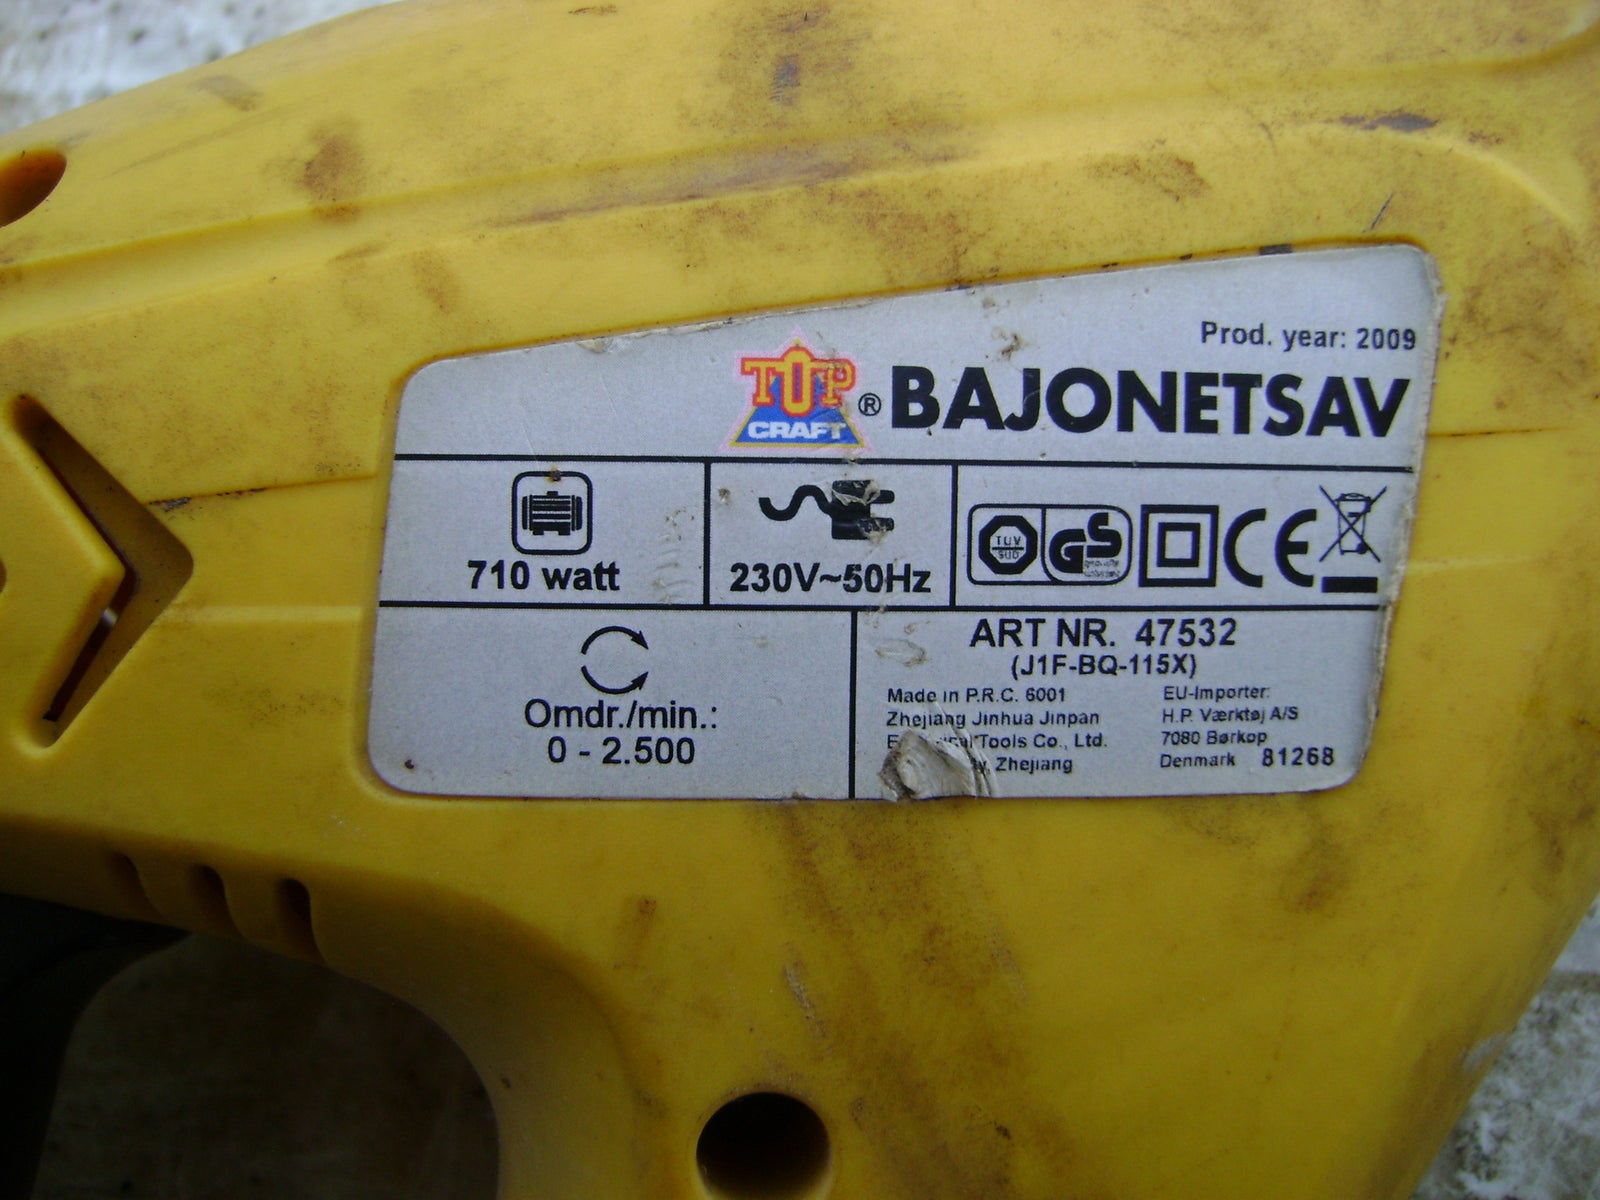 Prod. year: 2009
TOP
CRAFT
® BAJONETSAV
710 watt
230V~50Hz
TUV
SUD
GS
CE
Omdr./min.:
0 - 2.500
ART NR. 47532
(J1F-BQ-115X)
Made in P.R.C. 6001
Zhejiang Jinhua Jinpan
Tools Co., Ltd.
Zhejiang
EU-Importer:
H.P. Værktøj A/S
7080 Børkop
Denmark 81268